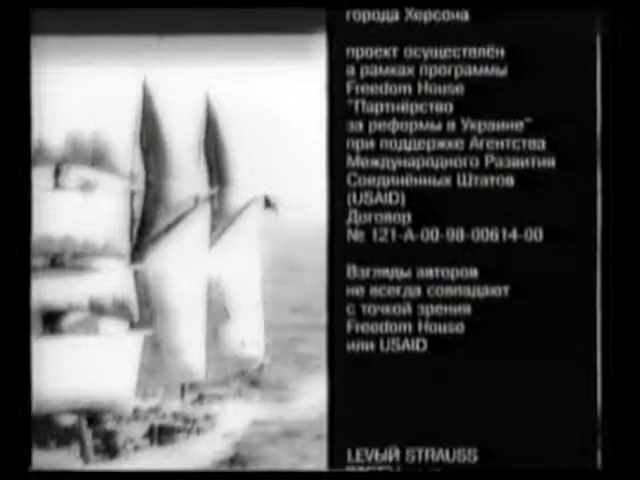 города Херсона
проект осуществлён
в рамках программы
Freedom House
"Партнёрство
за реформы в Украине"
при поддержке Агентства
Международного Развития
Соединённых Штатов
(USAID)
Договор
№ 121-A-00-98-00614-00
Взгляды авторов
не всегда совпадают
с точкой зрения
Freedom House
или USAID
LEVЫЙ STRAUSS